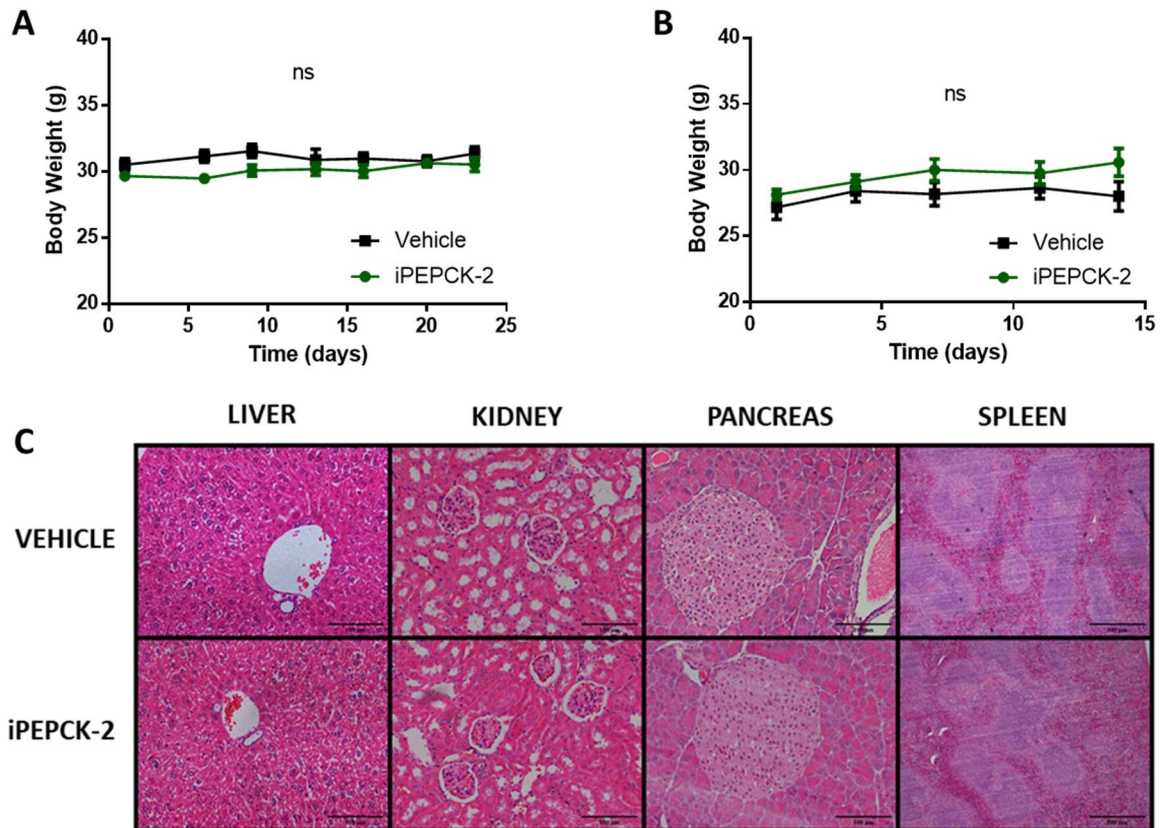 A
40
35
30
25
20
Body Weight (g)
ns
Vehicle
iPEPCK-2
0 5 10 15 20 25
Time (days)
B
40
35
30
25
20
Body Weight (g)
ns
Vehicle
iPEPCK-2
0 5 10 15
Time (days)
C
LIVER KIDNEY PANCREAS SPLEEN
VEHICLE
iPEPCK-2